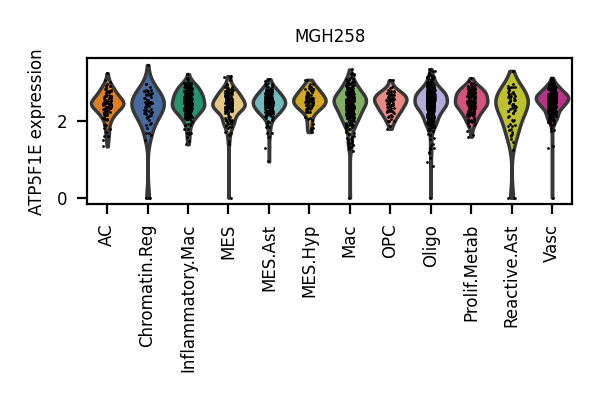 MGH258
ATP5F1E expression
2
0
AC
Chromatin.Reg
Inflammatory.Mac
MES
MES.Ast
MES.Hyp
Mac
OPC
Oligo
Prolif.Metab
Reactive.Ast
Vasc